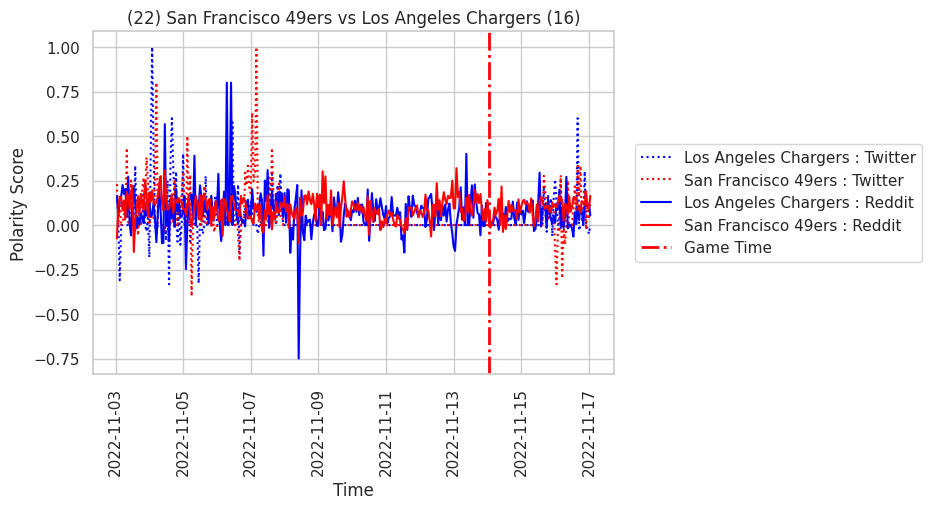 (22) San Francisco 49ers vs Los Angeles Chargers (16)
Polarity Score
1.00
0.75
0.50
0.25
0.00
−0.25
−0.50
−0.75
2022-11-03
2022-11-05
2022-11-07
2022-11-09
2022-11-11
2022-11-13
2022-11-15
2022-11-17
Time
Los Angeles Chargers : Twitter
San Francisco 49ers : Twitter
Los Angeles Chargers : Reddit
San Francisco 49ers : Reddit
Game Time